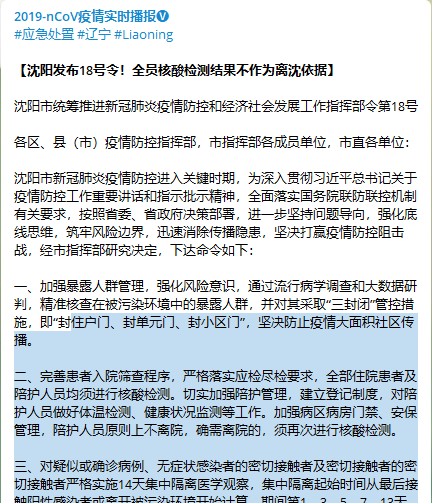 2019-nCoV疫情实时播报
#应急处置 #辽宁 #Liaoning
【沈阳发布18号令！全员核酸检测结果不作为离沈依据】
沈阳市统筹推进新冠肺炎疫情防控和经济社会发展工作指挥部令第18号
各区、县（市）疫情防控指挥部，市指挥部各成员单位，市直各单位：
沈阳市新冠肺炎疫情防控进入关键时期，为深入贯彻习近平总书记关于
疫情防控工作重要讲话和指示批示精神，全面落实国务院联防联控机制
有关要求，按照省委、省政府决策部署，进一步坚持问题导向，强化底
线思维，筑牢风险边界，迅速消除传播隐患，坚决打赢疫情防控阻击
战，经市指挥部研究决定，下达命令如下：
一、加强暴露人群管理，强化风险意识，通过流行病学调查和大数据研
判，精准核查在被污染环境中的暴露人群，并对其采取“三封闭”管控措
施，即“封住户门、封单元门、封小区门”，坚决防止疫情大面积社区传
播。
二、完善患者入院筛查程序，严格落实应检尽检要求，全部住院患者及
陪护人员均须进行核酸检测。切实加强陪护管理，建立登记制度，对陪
护人员做好体温检测、健康状况监测等工作。加强病区病房门禁、安保
管理，陪护人员原则上不离院，确需离院的，须再次进行核酸检测。
三、对疑似或确诊病例、无症状感染者的密切接触者及密切接触者的密
切接触者严格实施14天集中隔离医学观察，集中隔离起始时间从最后接
触阳性感染者或离开被污染环境开始计算，期间第1、3、5、7、13天